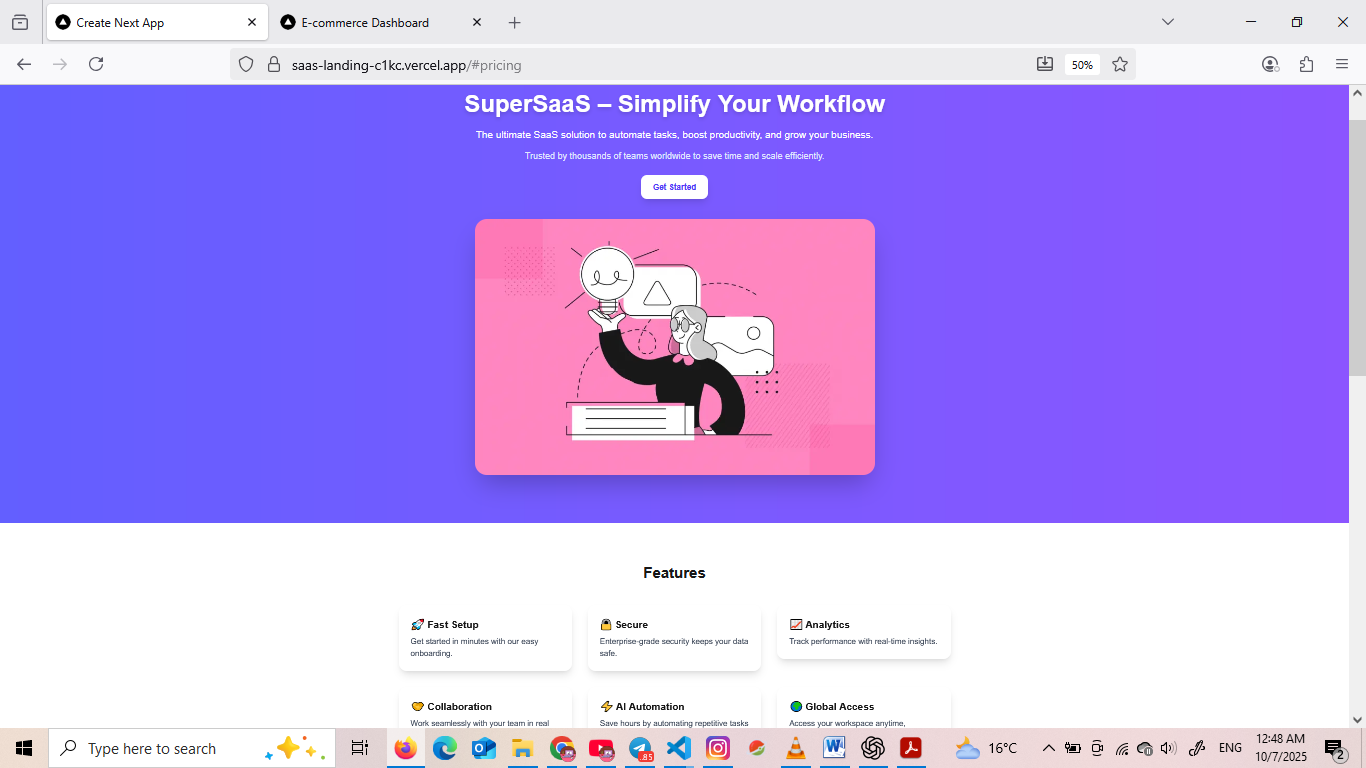 Create Next App
E-commerce Dashboard
saas-landing-c1kc.vercel.app/#pricing
50%
SuperSaaS – Simplify Your Workflow
The ultimate SaaS solution to automate tasks, boost productivity, and grow your business.
Trusted by thousands of teams worldwide to save time and scale efficiently.
Get Started
Features
🚀 Fast Setup
Get started in minutes with our easy
onboarding.
🔒 Secure
Enterprise-grade security keeps your data
safe.
📈 Analytics
Track performance with real-time insights.
🤝 Collaboration
Work seamlessly with your team in real
⚡ AI Automation
Save hours by automating repetitive tasks
🌍 Global Access
Access your workspace anytime,
Type here to search
.85
16°C
ENG
12:48 AM
10/7/2025
2